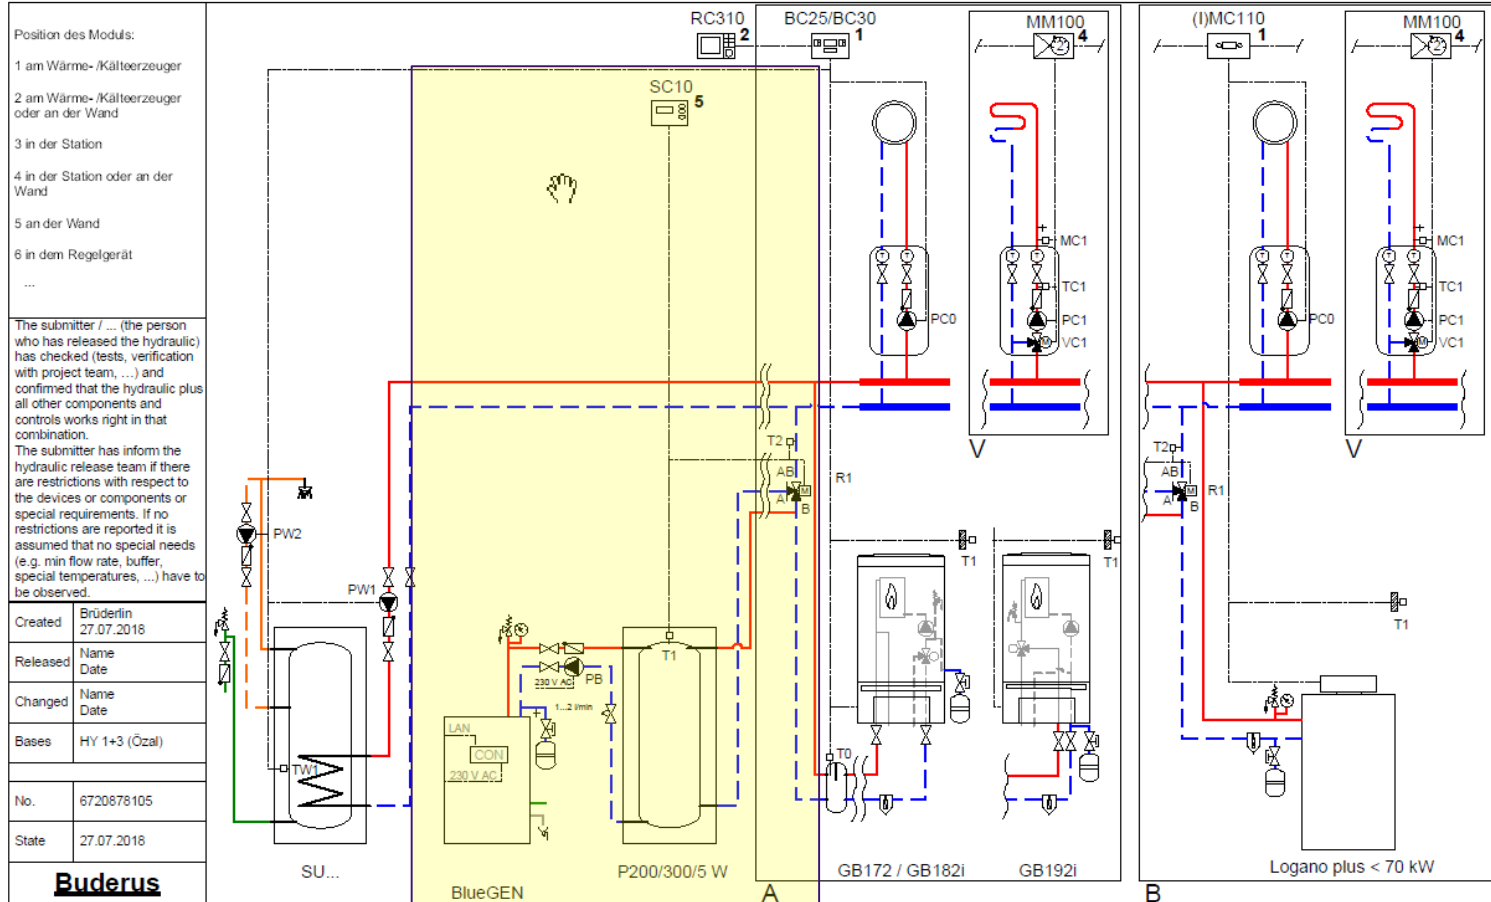 Position des Moduls:
1 am Wärme- /Kälteerzeuger
2 am Wärme- /Kälteerzeuger
oder an der Wand
3 in der Station
4 in der Station oder an der
Wand
5 an der Wand
6 in dem Regelgerät
...
The submitter / ... (the person
who has released the hydraulic)
has checked (tests, verification
with project team, ...) and
confirmed that the hydraulic plus
all other components and
controls works right in that
combination.
The submitter has inform the
hydraulic release team if there
are restrictions with respect to
the devices or components or
special requirements. If no
restrictions are reported it is
assumed that no special needs
(e.g. min flow rate, buffer,
special temperatures, ...) have to
be observed.
Created Brüderlin
27.07.2018
Released Name
Date
Changed Name
Date
Bases HY 1+3 (Özal)
No. 6720878105
State 27.07.2018
Buderus
RC310
2
BC25/BC30
1
MM100
4
(I)MC110
1
MM100
4
SC10
5
MC1
TC1
PC0
PC1
VC1
M
V
MC1
TC1
PC0
PC1
VC1
M
V
T2
AB
A
M
B
R1
T2
AB
A
M
B
R1
PW2
PW1
T1
T1
T1
T1
PB
230 V AC
1...2 l/min
LAN
CON
230 V AC
TW1
T0
SU...
BlueGEN
P200/300/5 W
A
GB172 / GB182i
GB192i
B
Logano plus < 70 kW